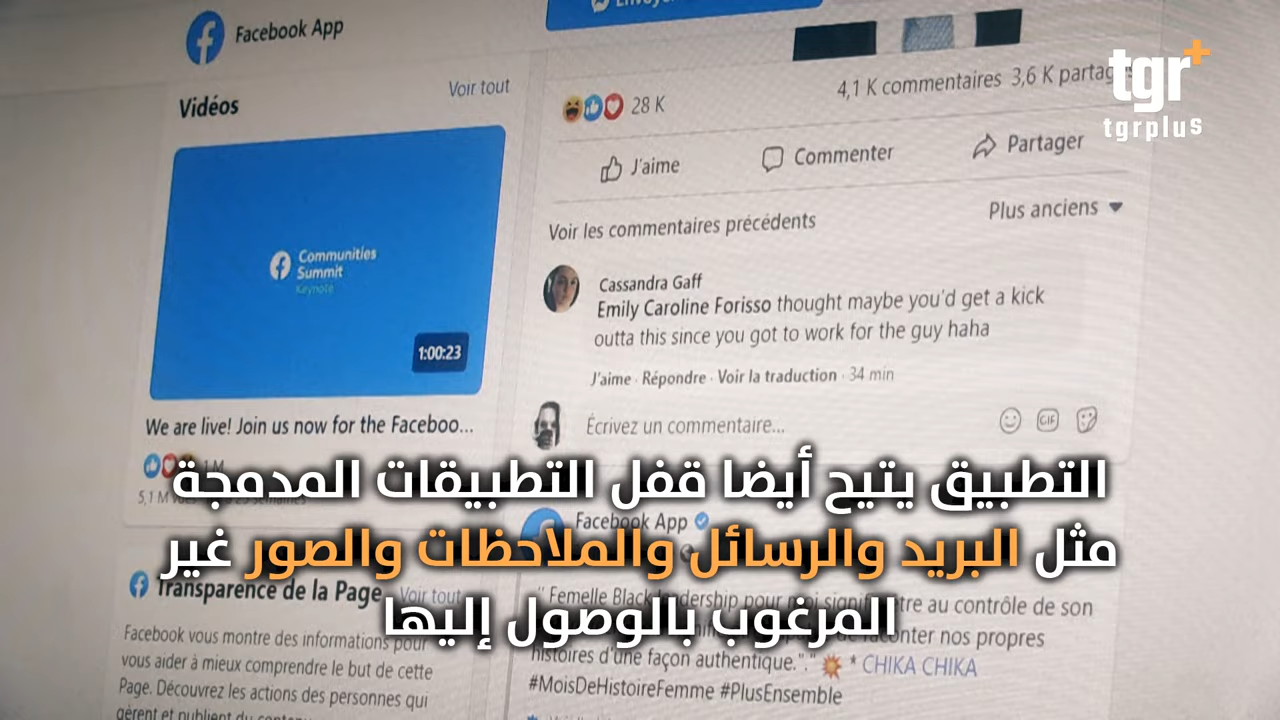 Facebook App
Vidéos
Voir tout
Communities
Summit
Keynote
1:00:23
We are live! Join us now for the Faceboo...
1 M
Transparence de la Page
Voir tout
Facebook vous montre des informations pour
vous aider à mieux comprendre le but de cette
Page. Découvrez les actions des personnes qui
gèrent et publient du
28 K
4,1 K commentaires 3,6 K partag
J'aime
Commenter
Partager
Voir les commentaires précédents
Plus anciens
Cassandra Gaff
Emily Caroline Forisso thought maybe you'd get a kick
outta this since you got to work for the guy haha
J'aime · Répondre · Voir la traduction · 34 min
Écrivez un commentaire...
GIF
Facebook App
" Femelle Black leadership pour moi être au contrôle de son
nos propres
histoires d'une façon authentique."." 💥 * CHIKA CHIKA
#MoisDeHistoireFemme #PlusEnsemble
tgr+
tgrplus
التطبيق يتيح أيضا قفل التطبيقات المدمجة
مثل البريد والرسائل والملاحظات والصور غير
المرغوب بالوصول إليها